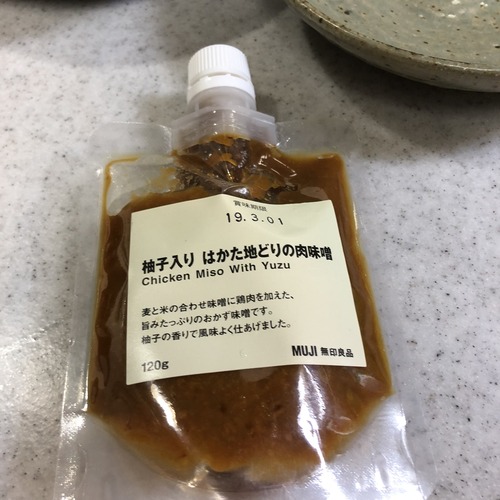 賞味期限
19.3.01
柚子入り はかた地どりの肉味噌
Chicken Miso With Yuzu
麦と米の合わせ味噌に鶏肉を加えた、
旨みたっぷりのおかず味噌です。
柚子の香りで風味よく仕あげました。
120g
MUJI 無印良品